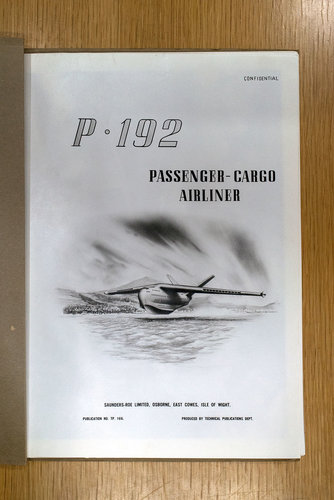 CONFIDENTIAL
P·192
PASSENGER-CARGO
AIRLINER
SAUNDERS-ROE LIMITED, OSBORNE, EAST COWES, ISLE OF WIGHT.
PUBLICATION NO. TP. 166. PRODUCED BY TECHNICAL PUBLICATIONS DEPT.